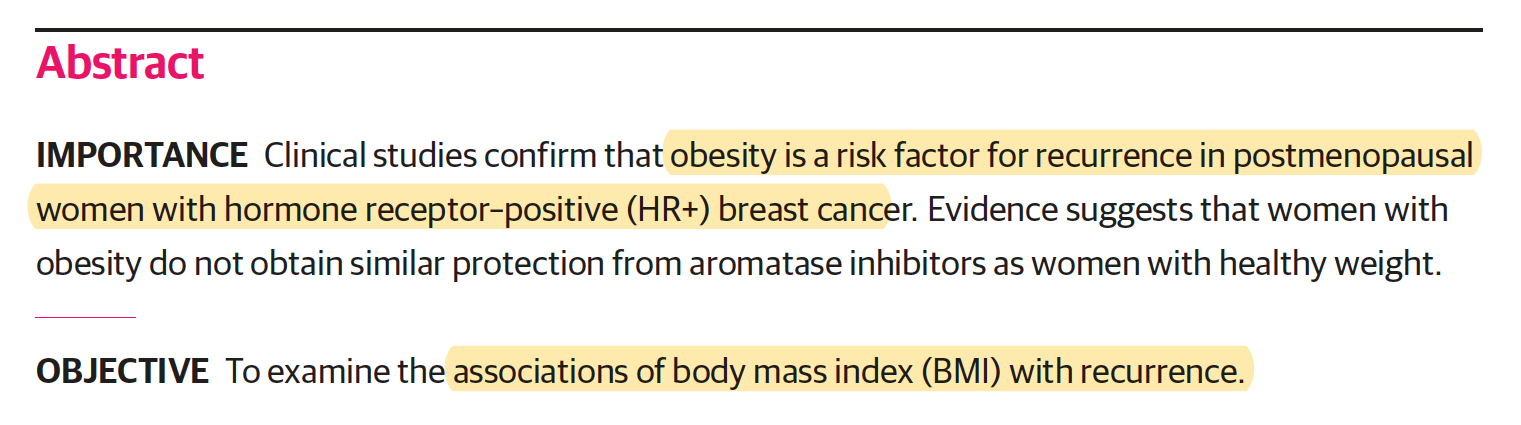 Abstract
IMPORTANCE Clinical studies confirm that obesity is a risk factor for recurrence in postmenopausal
women with hormone receptor–positive (HR+) breast cancer. Evidence suggests that women with
obesity do not obtain similar protection from aromatase inhibitors as women with healthy weight.
OBJECTIVE To examine the associations of body mass index (BMI) with recurrence.